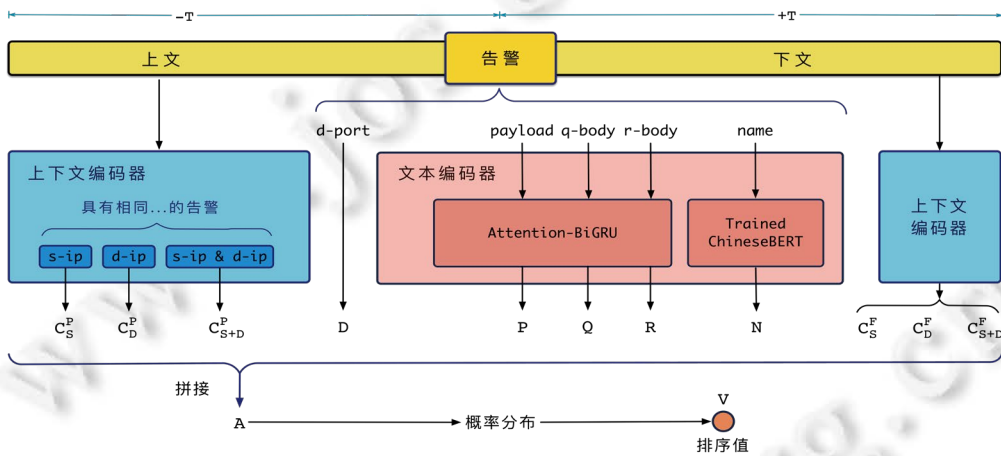 -T +T
上文 告警 下文
d-port payload q-body r-body name
上下文编码器
具有相同...的告警
s-ip d-ip s-ip & d-ip
文本编码器
Attention-BiGRU
Trained
ChineseBERT
上下文
编码器
C_S^P C_D^P C_{S+D}^P D P Q R N C_S^F C_D^F C_{S+D}^F
拼接
A 概率分布 V
排序值